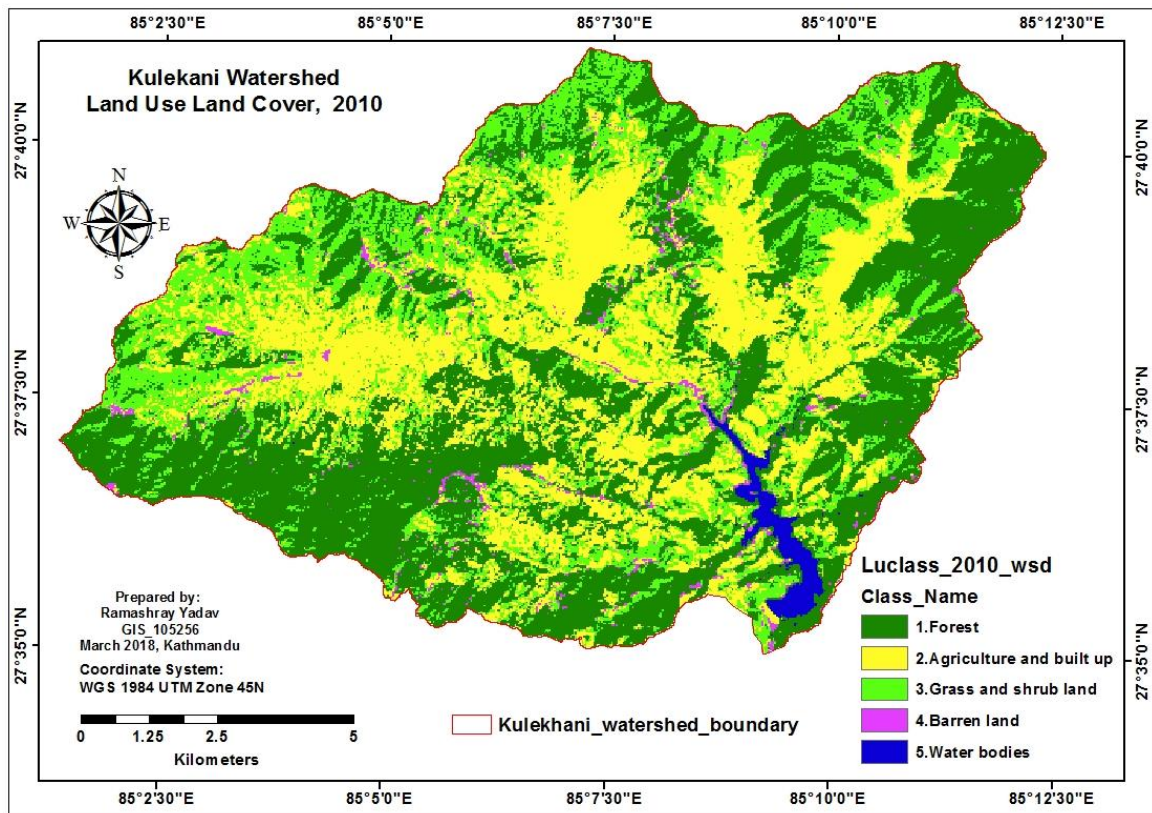 85°2'30"E 85°5'0"E 85°7'30"E 85°10'0"E 85°12'30"E
Kulekani Watershed
Land Use Land Cover, 2010
27°40'0"N
27°40'0"N
N
W E
S
27°37'30"N
27°37'30"N
Luclass_2010_wsd
Class_Name
1.Forest
2.Agriculture and built up
3.Grass and shrub land
4.Barren land
5.Water bodies
Prepared by:
Ramashray Yadav
GIS_105256
March 2018, Kathmandu
Coordinate System:
WGS 1984 UTM Zone 45N
27°35'0"N
27°35'0"N
0 1.25 2.5 5
Kilometers
Kulekhani_watershed_boundary
85°2'30"E 85°5'0"E 85°7'30"E 85°10'0"E 85°12'30"E